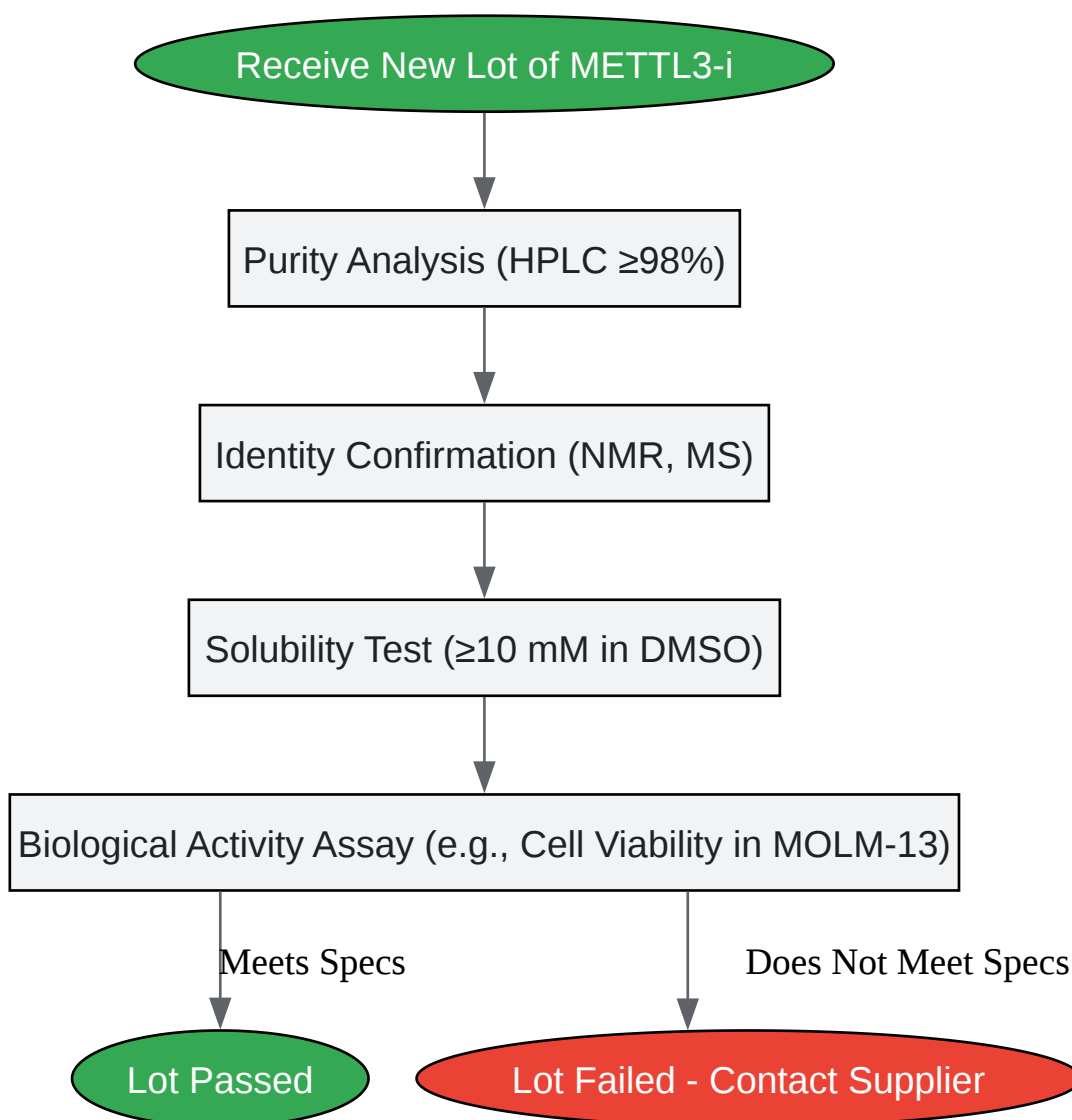 Receive New Lot of METTL3-i
Purity Analysis (HPLC ≥98%)
Identity Confirmation (NMR, MS)
Solubility Test (≥10 mM in DMSO)
Biological Activity Assay (e.g., Cell Viability in MOLM-13)
Meets Specs
Does Not Meet Specs
Lot Passed
Lot Failed - Contact Supplier